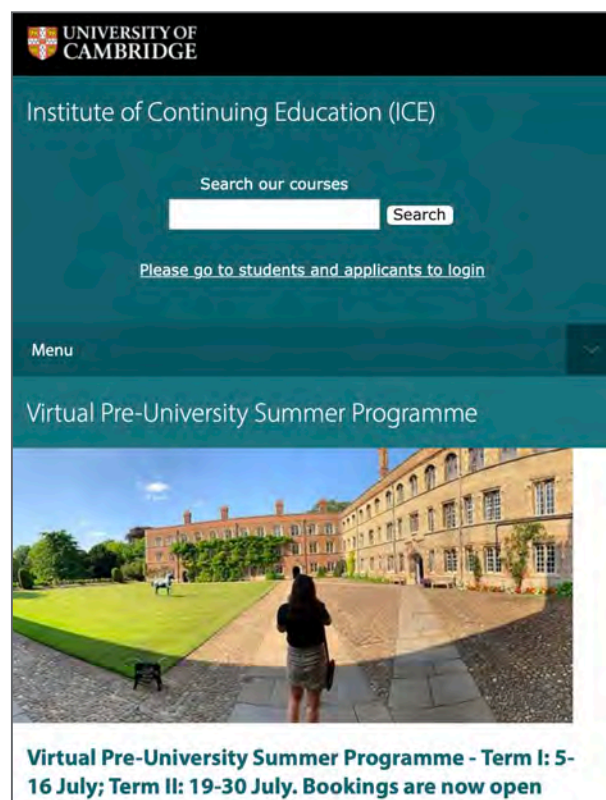 UNIVERSITY OF
CAMBRIDGE
Institute of Continuing Education (ICE)
Search our courses
Search
Please go to students and applicants to login
Menu
Virtual Pre-University Summer Programme
Virtual Pre-University Summer Programme - Term I: 5-
16 July; Term II: 19-30 July. Bookings are now open